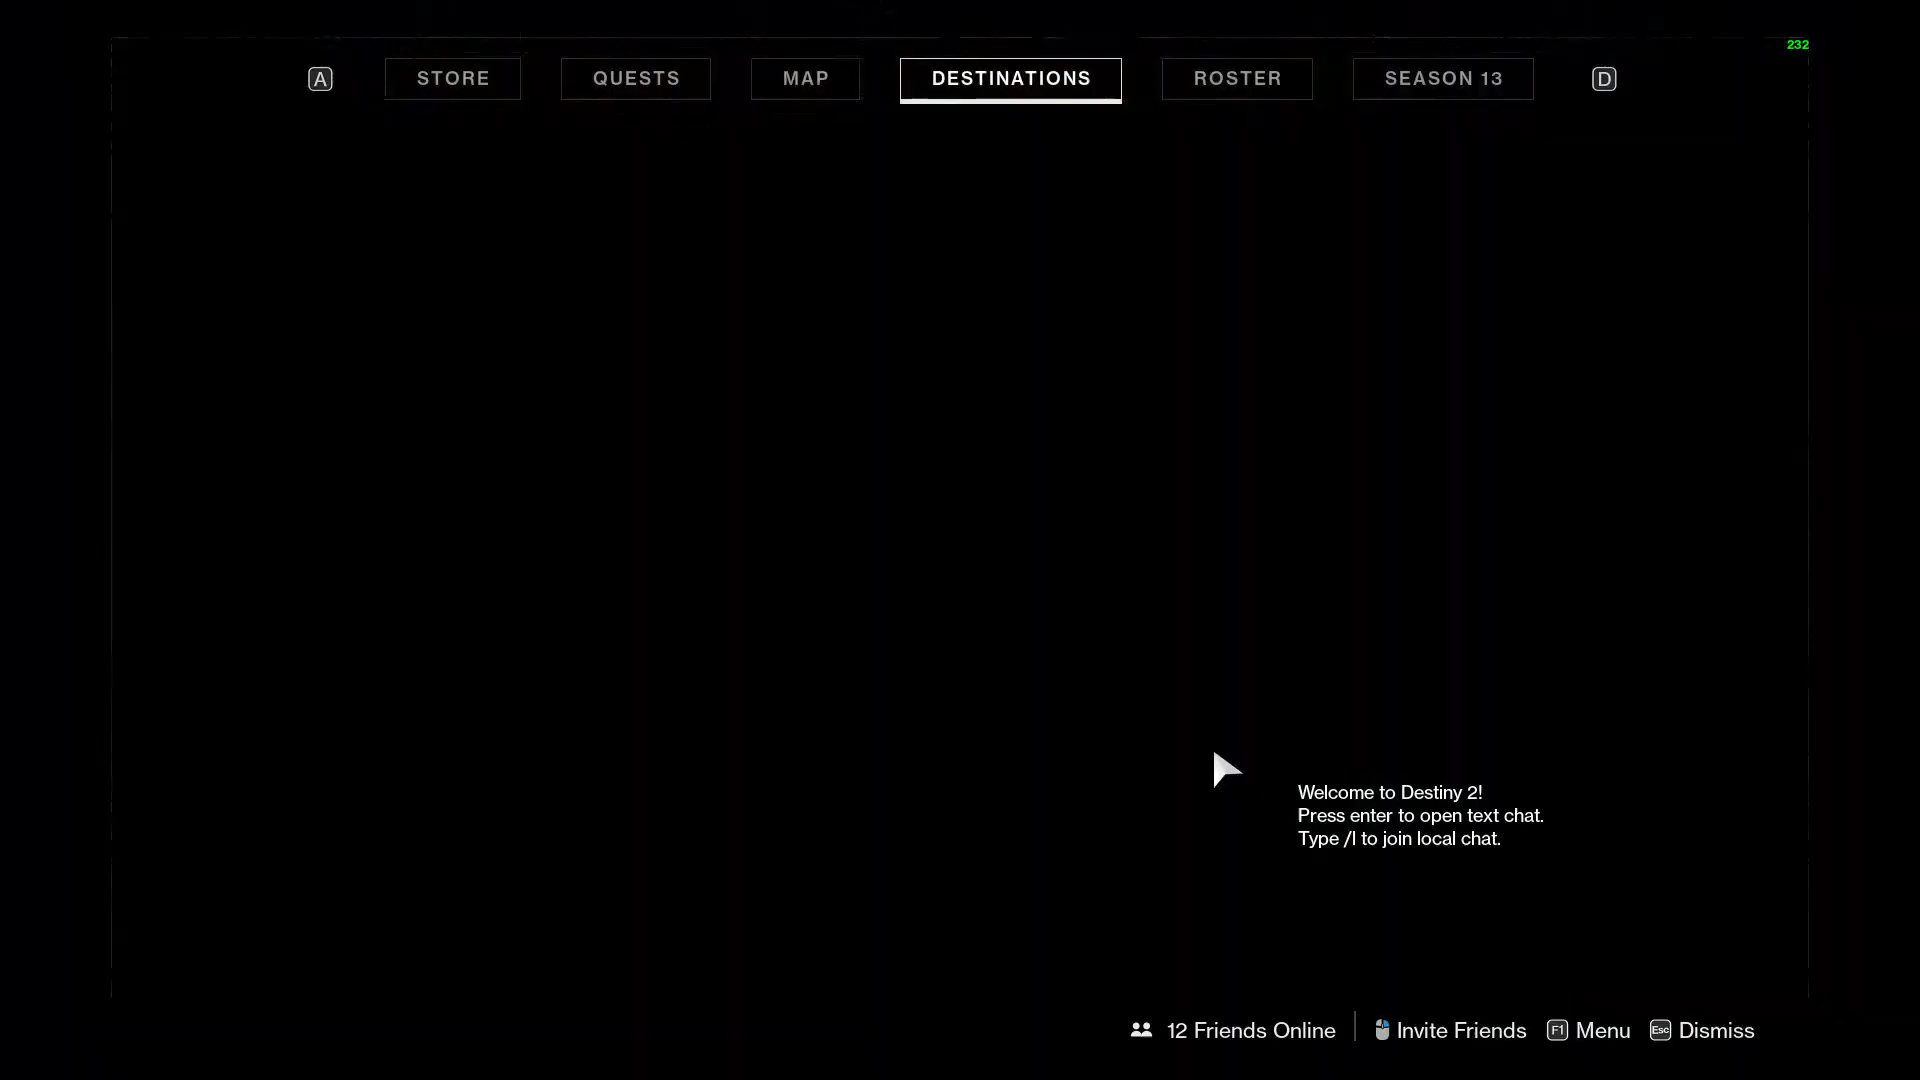 232
A STORE QUESTS MAP DESTINATIONS ROSTER SEASON 13 D
Welcome to Destiny 2!
Press enter to open text chat.
Type /l to join local chat.
12 Friends Online Invite Friends F1 Menu Esc Dismiss